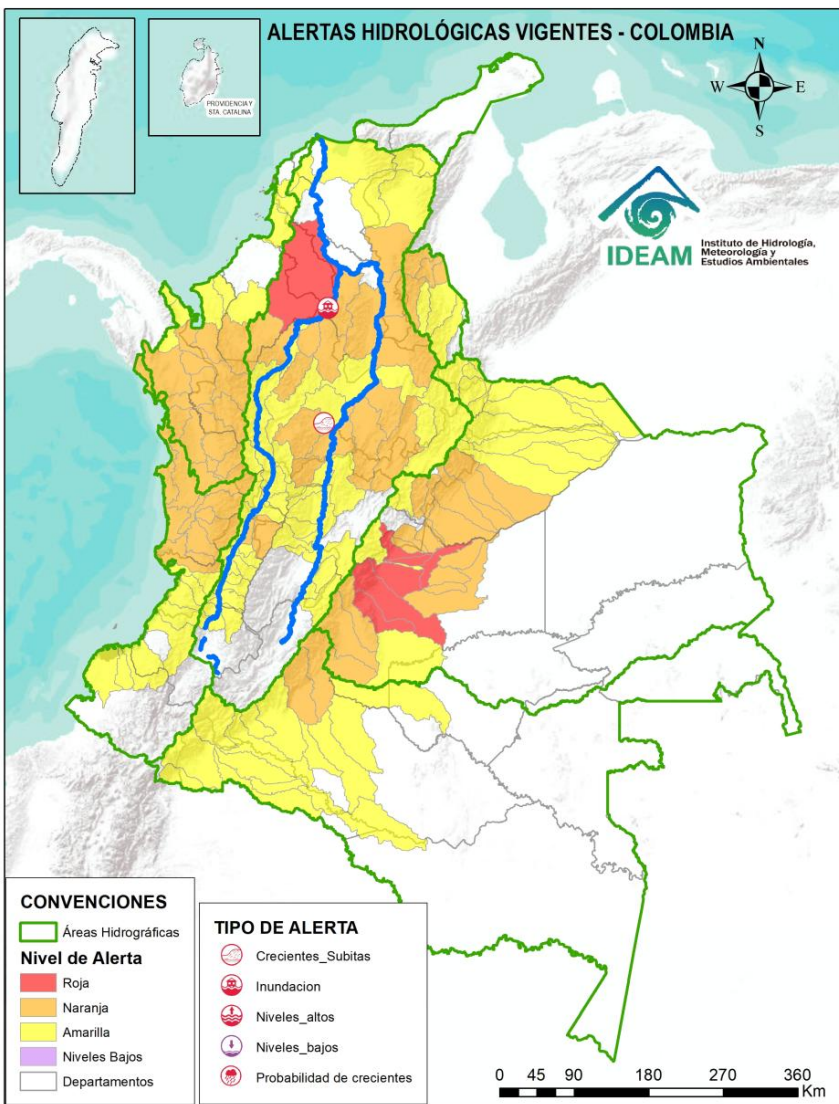 ALERTAS HIDROLÓGICAS VIGENTES - COLOMBIA
PROVIDENCIA Y
STA. CATALINA
N
W E
S
IDEAM
Instituto de Hidrología,
Meteorología y
Estudios Ambientales
CONVENCIONES
Áreas Hidrográficas
Nivel de Alerta
Roja
Naranja
Amarilla
Niveles Bajos
Departamentos
TIPO DE ALERTA
Crecientes_Subitas
Inundacion
Niveles_altos
Niveles_bajos
Probabilidad de crecientes
0 45 90 180 270 360
Km